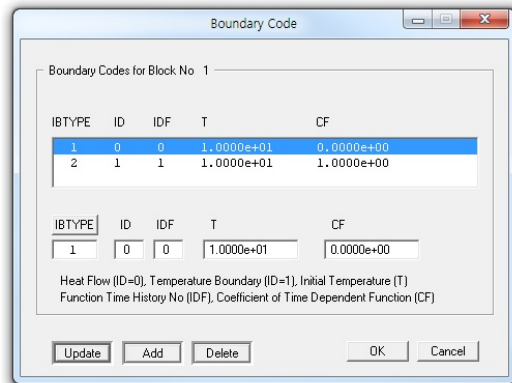 Boundary Code
Boundary Codes for Block No 1
IBTYPE ID IDF T CF
1 0 0 1.0000e+01 0.0000e+00
2 1 1 1.0000e+01 1.0000e+00
IBTYPE ID IDF T CF
1 0 0 1.0000e+01 0.0000e+00
Heat Flow (ID=0), Temperature Boundary (ID=1), Initial Temperature (T)
Function Time History No (IDF), Coefficient of Time Dependent Function (CF)
Update Add Delete OK Cancel